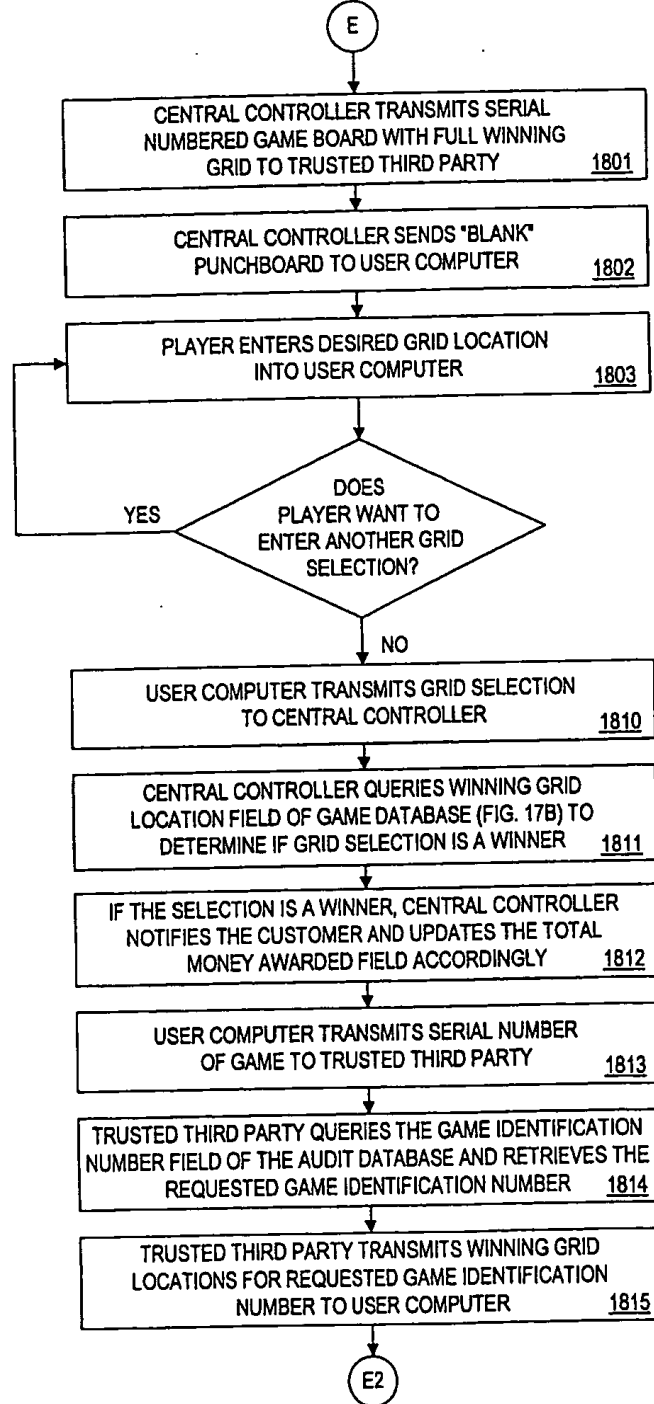 E
CENTRAL CONTROLLER TRANSMITS SERIAL
NUMBERED GAME BOARD WITH FULL WINNING
GRID TO TRUSTED THIRD PARTY 1801
CENTRAL CONTROLLER SENDS "BLANK"
PUNCHBOARD TO USER COMPUTER 1802
PLAYER ENTERS DESIRED GRID LOCATION
INTO USER COMPUTER 1803
DOES
PLAYER WANT TO
ENTER ANOTHER GRID
SELECTION?
YES
NO
USER COMPUTER TRANSMITS GRID SELECTION
TO CENTRAL CONTROLLER 1810
CENTRAL CONTROLLER QUERIES WINNING GRID
LOCATION FIELD OF GAME DATABASE (FIG. 17B) TO
DETERMINE IF GRID SELECTION IS A WINNER 1811
IF THE SELECTION IS A WINNER, CENTRAL CONTROLLER
NOTIFIES THE CUSTOMER AND UPDATES THE TOTAL
MONEY AWARDED FIELD ACCORDINGLY 1812
USER COMPUTER TRANSMITS SERIAL NUMBER
OF GAME TO TRUSTED THIRD PARTY 1813
TRUSTED THIRD PARTY QUERIES THE GAME IDENTIFICATION
NUMBER FIELD OF THE AUDIT DATABASE AND RETRIEVES THE
REQUESTED GAME IDENTIFICATION NUMBER 1814
TRUSTED THIRD PARTY TRANSMITS WINNING GRID
LOCATIONS FOR REQUESTED GAME IDENTIFICATION
NUMBER TO USER COMPUTER 1815
E2